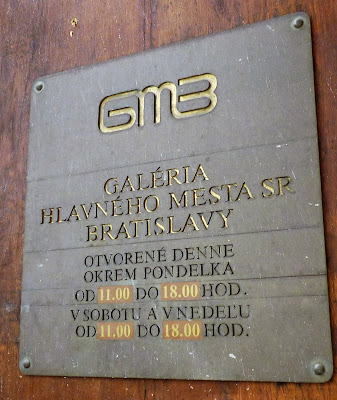 GMB
GALÉRIA
HLAVNÉHO MESTA SR
BRATISLAVY
OTVORENÉ DENNE
OKREM PONDELKA
OD 11.00 DO 18.00 HOD.
V SOBOTU A V NEDEĽU
OD 11.00 DO 18.00 HOD.